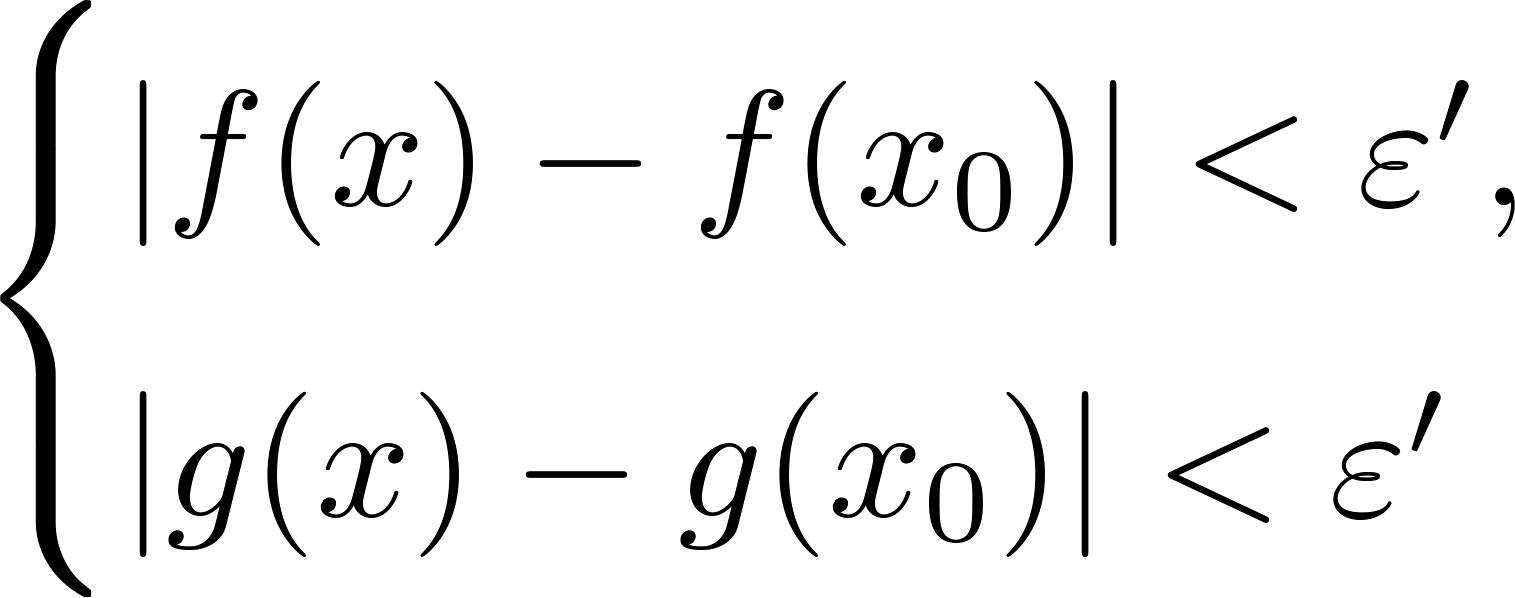 |f(x) − f(x₀)| < ε′,
|g(x) − g(x₀)| < ε′